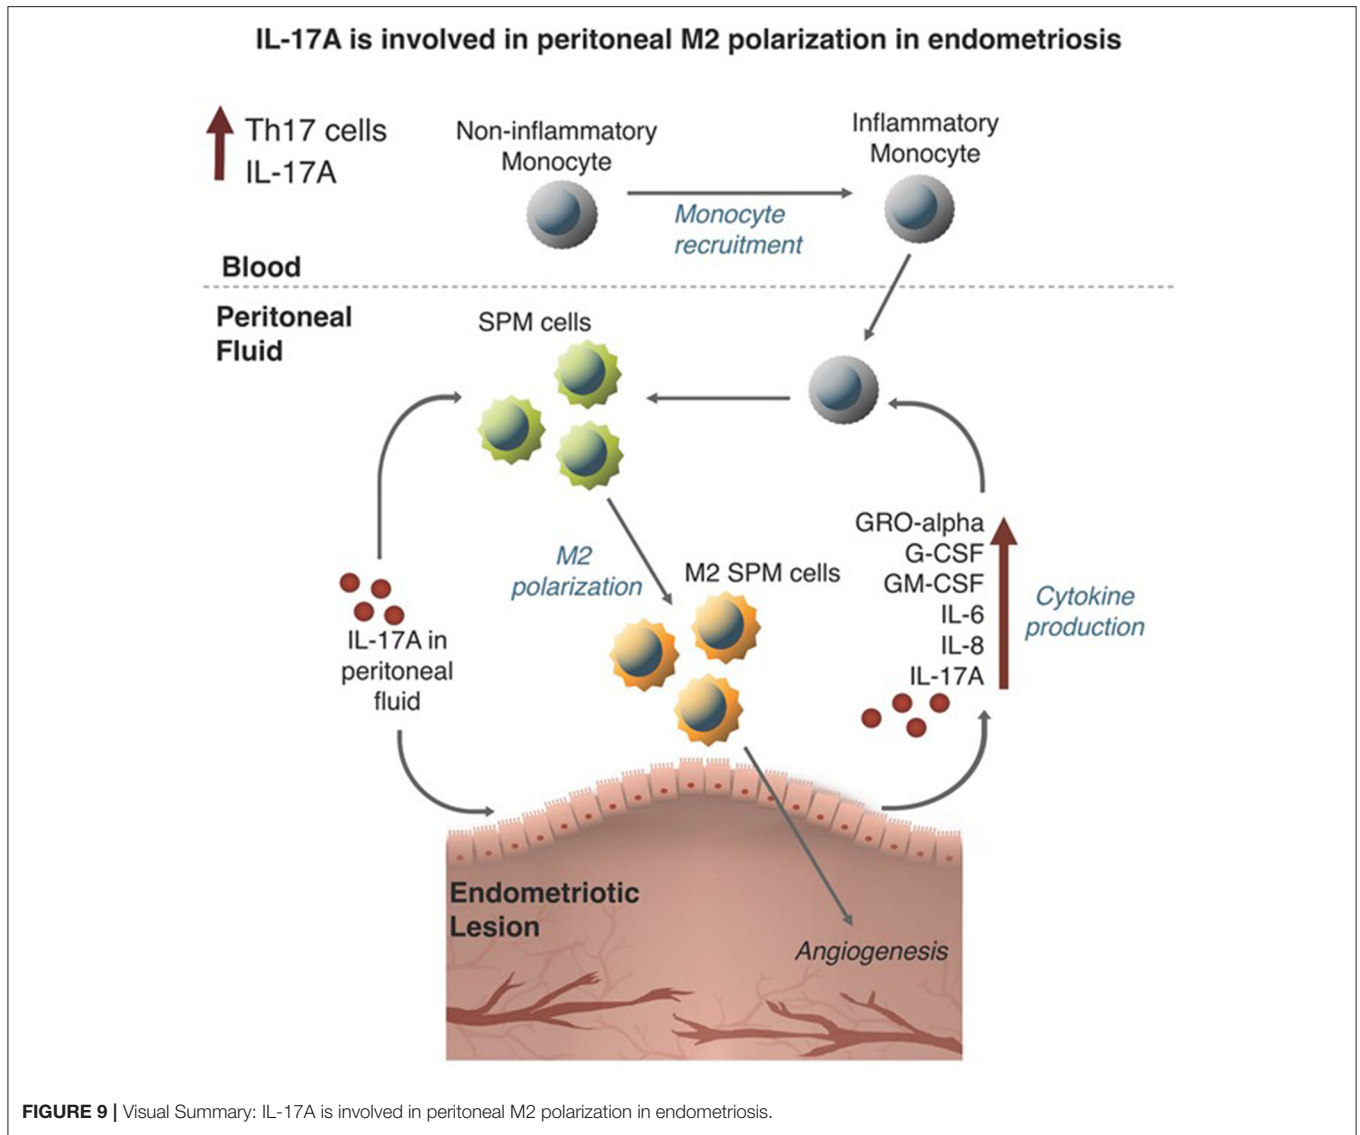 IL-17A is involved in peritoneal M2 polarization in endometriosis
Th17 cells
IL-17A
Non-inflammatory
Monocyte
Inflammatory
Monocyte
Monocyte
recruitment
Blood
Peritoneal
Fluid
SPM cells
M2
polarization
M2 SPM cells
GRO-alpha
G-CSF
GM-CSF
IL-6
IL-8
IL-17A
Cytokine
production
IL-17A in
peritoneal
fluid
Endometriotic
Lesion
Angiogenesis
FIGURE 9 | Visual Summary: IL-17A is involved in peritoneal M2 polarization in endometriosis.